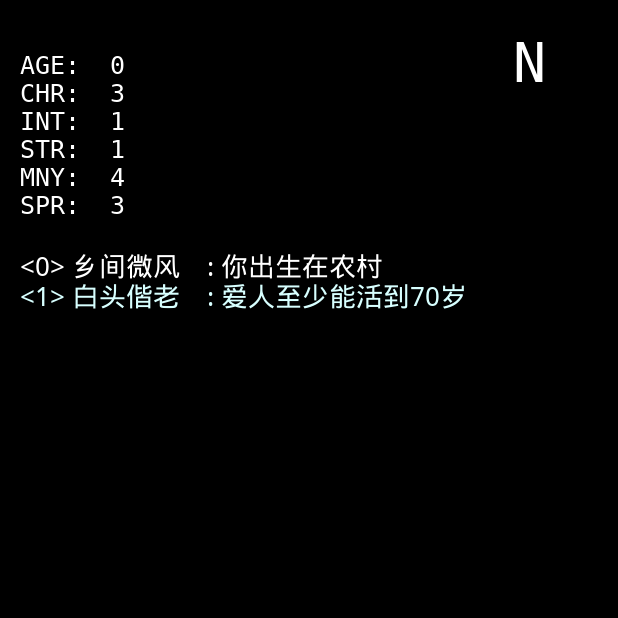 N
AGE: 0
CHR: 3
INT: 1
STR: 1
MNY: 4
SPR: 3
<0> 乡间微风 : 你出生在农村
<1> 白头偕老 : 爱人至少能活到70岁